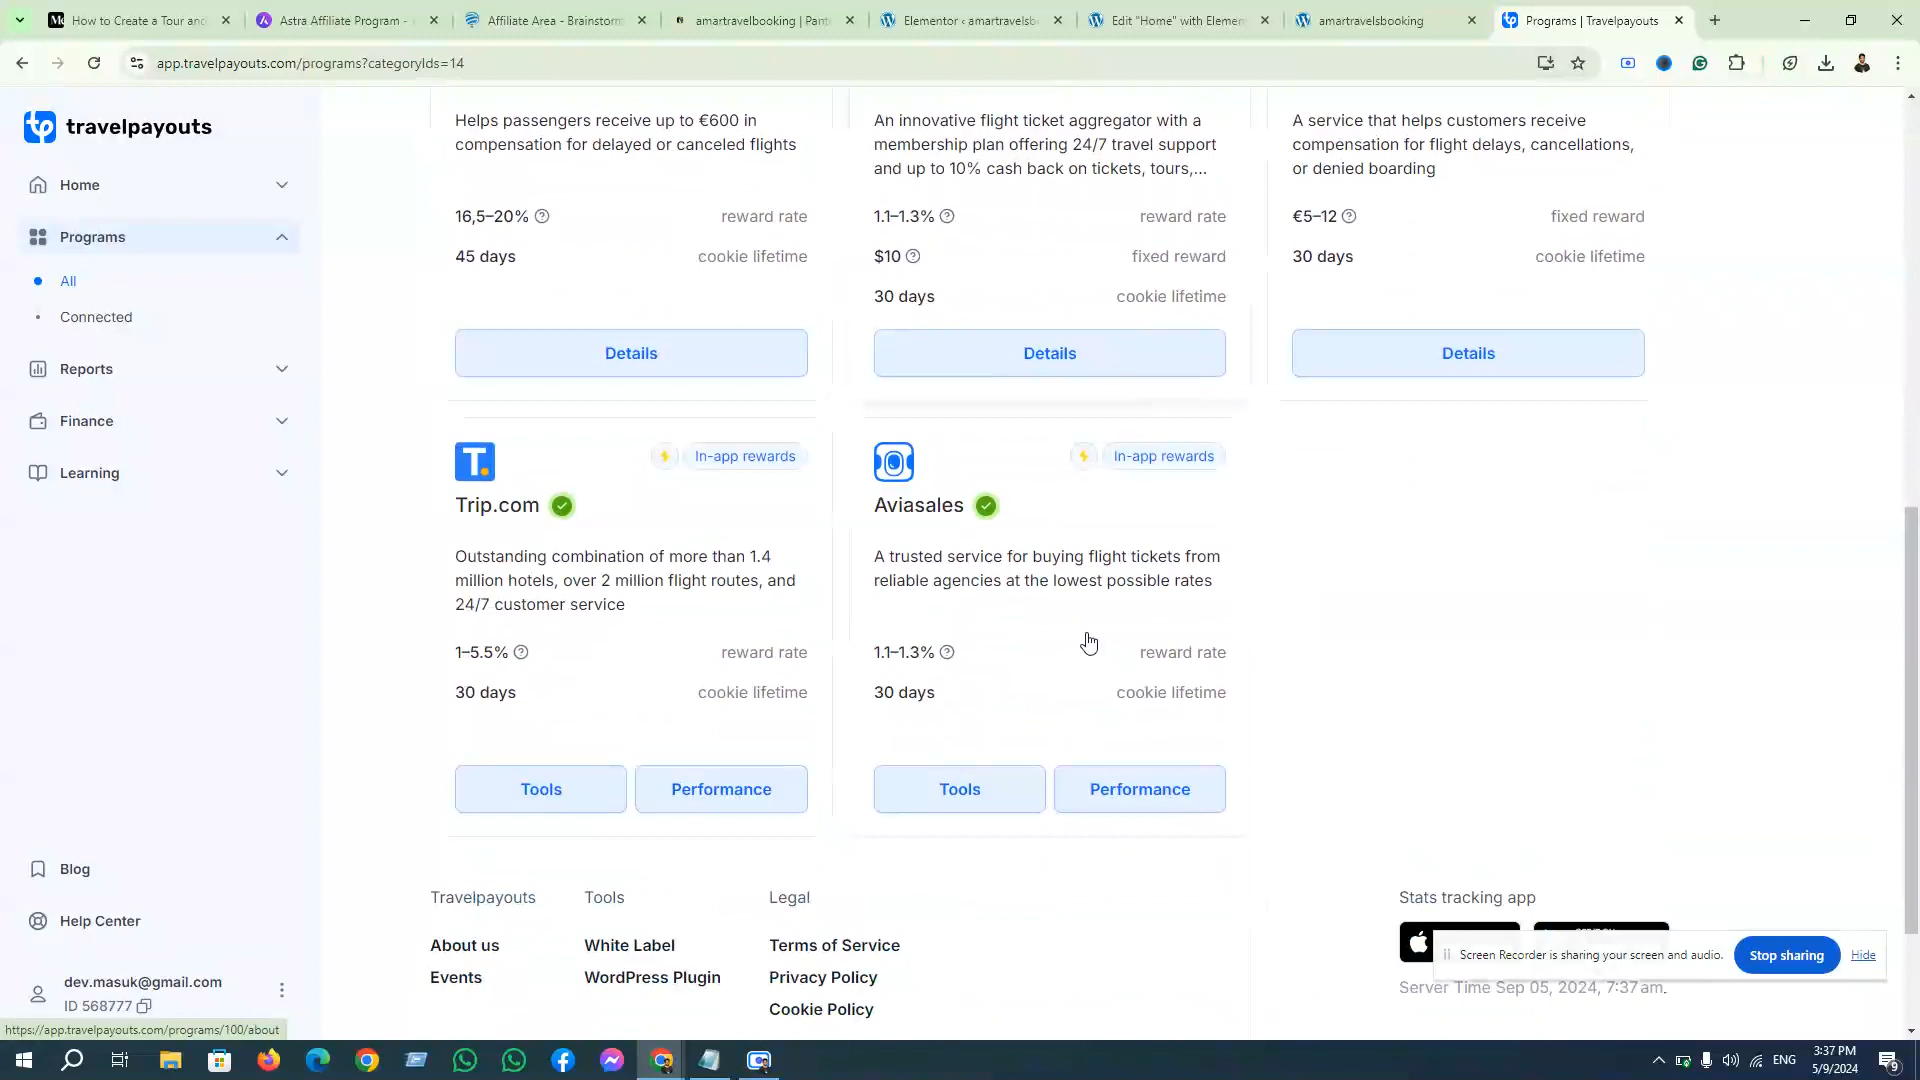 How to Create a Tour and
Astra Affiliate Program -
Affiliate Area - Brainstorm
amartravelbooking | Pant
Elementor ‹ amartravelsbo
Edit "Home" with Elemen
amartravelsbooking
Programs | Travelpayouts
app.travelpayouts.com/programs?categoryIds=14
travelpayouts
Home
Programs
All
Connected
Reports
Finance
Learning
Blog
Help Center
dev.masuk@gmail.com
ID 568777
https://app.travelpayouts.com/programs/100/about
Helps passengers receive up to €600 in
compensation for delayed or canceled flights
16,5–20% reward rate
45 days cookie lifetime
Details
An innovative flight ticket aggregator with a
membership plan offering 24/7 travel support
and up to 10% cash back on tickets, tours,...
1.1–1.3% reward rate
$10 fixed reward
30 days cookie lifetime
Details
A service that helps customers receive
compensation for flight delays, cancellations,
or denied boarding
€5–12 fixed reward
30 days cookie lifetime
Details
T.
In-app rewards
Trip.com
Outstanding combination of more than 1.4
million hotels, over 2 million flight routes, and
24/7 customer service
1–5.5% reward rate
30 days cookie lifetime
Tools Performance
In-app rewards
Aviasales
A trusted service for buying flight tickets from
reliable agencies at the lowest possible rates
1.1–1.3% reward rate
30 days cookie lifetime
Tools Performance
Travelpayouts
About us
Events
Tools
White Label
WordPress Plugin
Legal
Terms of Service
Privacy Policy
Cookie Policy
Stats tracking app
Screen Recorder is sharing your screen and audio. Stop sharing Hide
Server Time Sep 05, 2024, 7:37 am.
ENG
3:37 PM
5/9/2024
9